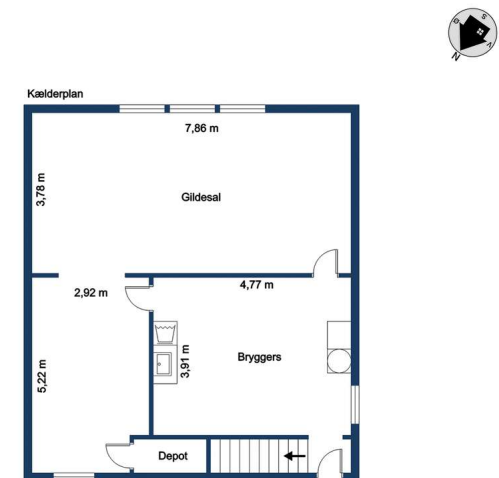 S
Ø
V
N
Kælderplan
7,86 m
3,78 m
Gildesal
2,92 m
4,77 m
5,22 m
3,91 m
Bryggers
Depot